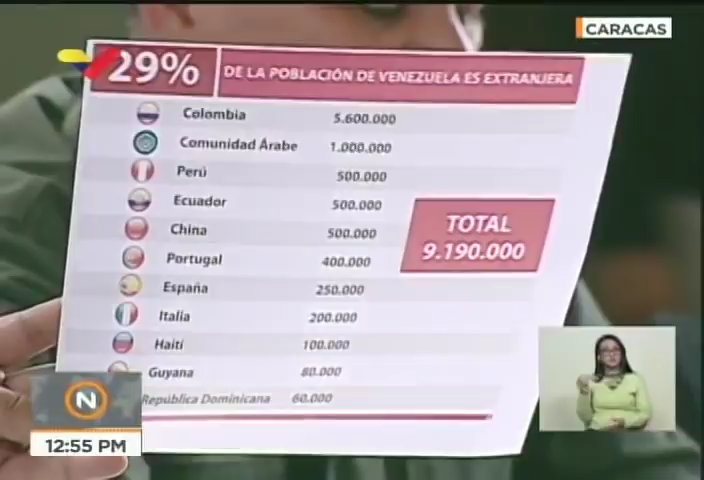 CARACAS
29% DE LA POBLACIÓN DE VENEZUELA ES EXTRANJERA
Colombia 5.600.000
Comunidad Árabe 1.000.000
Perú 500.000
Ecuador 500.000
China 500.000
Portugal 400.000
España 250.000
Italia 200.000
Haití 100.000
Guyana 80.000
República Dominicana 60.000
TOTAL
9.190.000
N
12:55 PM